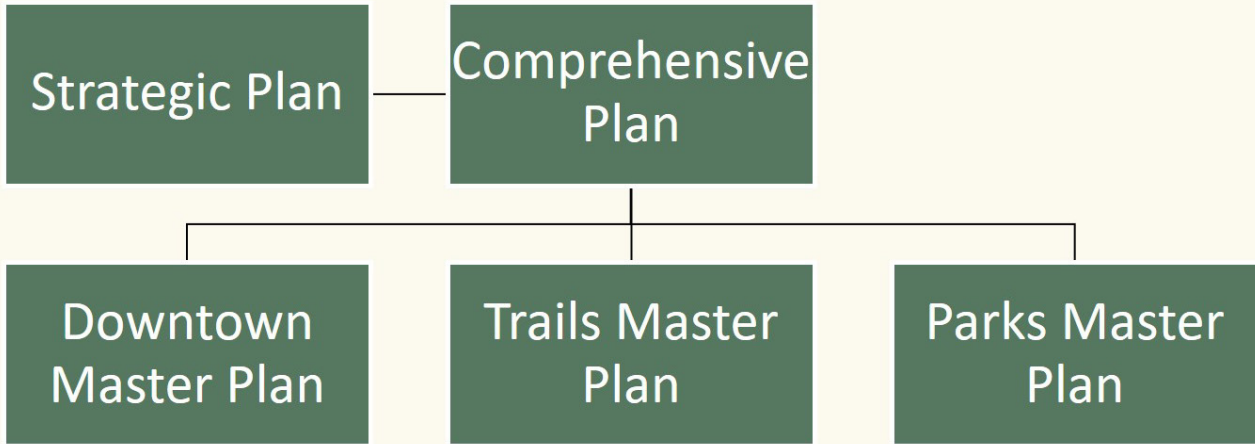 Strategic Plan
Comprehensive
Plan
Downtown
Master Plan
Trails Master
Plan
Parks Master
Plan